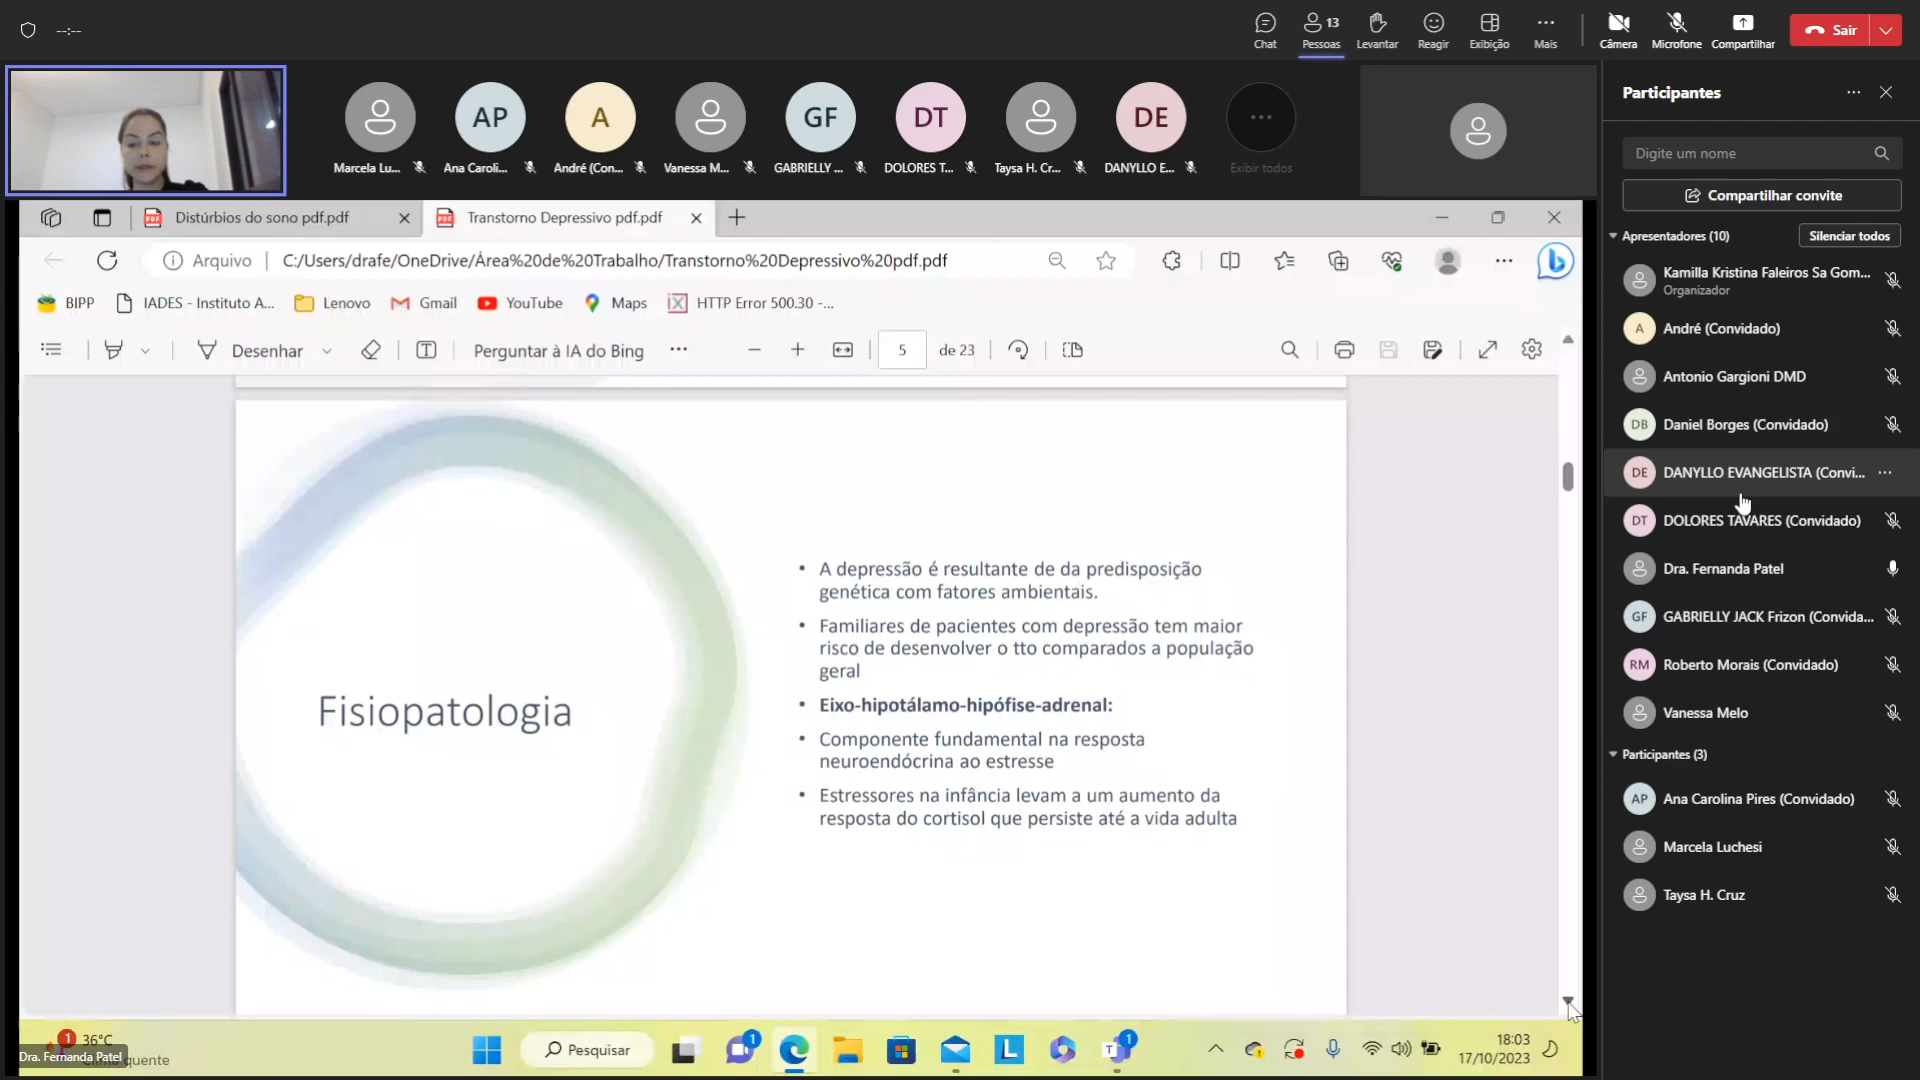 --:--
Chat
13
Pessoas
Levantar
Reagir
Exibição
Mais
Câmera
Microfone
Compartilhar
Sair
Marcela Lu...
AP
Ana Caroli...
A
André (Con...
Vanessa M...
GF
GABRIELLY ...
DT
DOLORES T...
Taysa H. Cr...
DE
DANYLLO E...
Exibir todos
Participantes
Digite um nome
Compartilhar convite
Apresentadores (10)
Silenciar todos
Kamilla Kristina Faleiros Sa Gom...
Organizador
A André (Convidado)
Antonio Gargioni DMD
DB Daniel Borges (Convidado)
DE DANYLLO EVANGELISTA (Convi...
DT DOLORES TAVARES (Convidado)
Dra. Fernanda Patel
GF GABRIELLY JACK Frizon (Convida...
RM Roberto Morais (Convidado)
Vanessa Melo
Participantes (3)
AP Ana Carolina Pires (Convidado)
Marcela Luchesi
Taysa H. Cruz
Distúrbios do sono pdf.pdf
Transtorno Depressivo pdf.pdf
Arquivo
C:/Users/drafe/OneDrive/Área%20de%20Trabalho/Transtorno%20Depressivo%20pdf.pdf
BIPP
IADES - Instituto A...
Lenovo
Gmail
YouTube
Maps
HTTP Error 500.30 -...
Desenhar
Perguntar à IA do Bing
5 de 23
Fisiopatologia
• A depressão é resultante de da predisposição
genética com fatores ambientais.
• Familiares de pacientes com depressão tem maior
risco de desenvolver o tto comparados a população
geral
• Eixo-hipotálamo-hipófise-adrenal:
• Componente fundamental na resposta
neuroendócrina ao estresse
• Estressores na infância levam a um aumento da
resposta do cortisol que persiste até a vida adulta
1
36°C
Dra. Fernanda Patel
quente
Pesquisar
1
1
18:03
17/10/2023